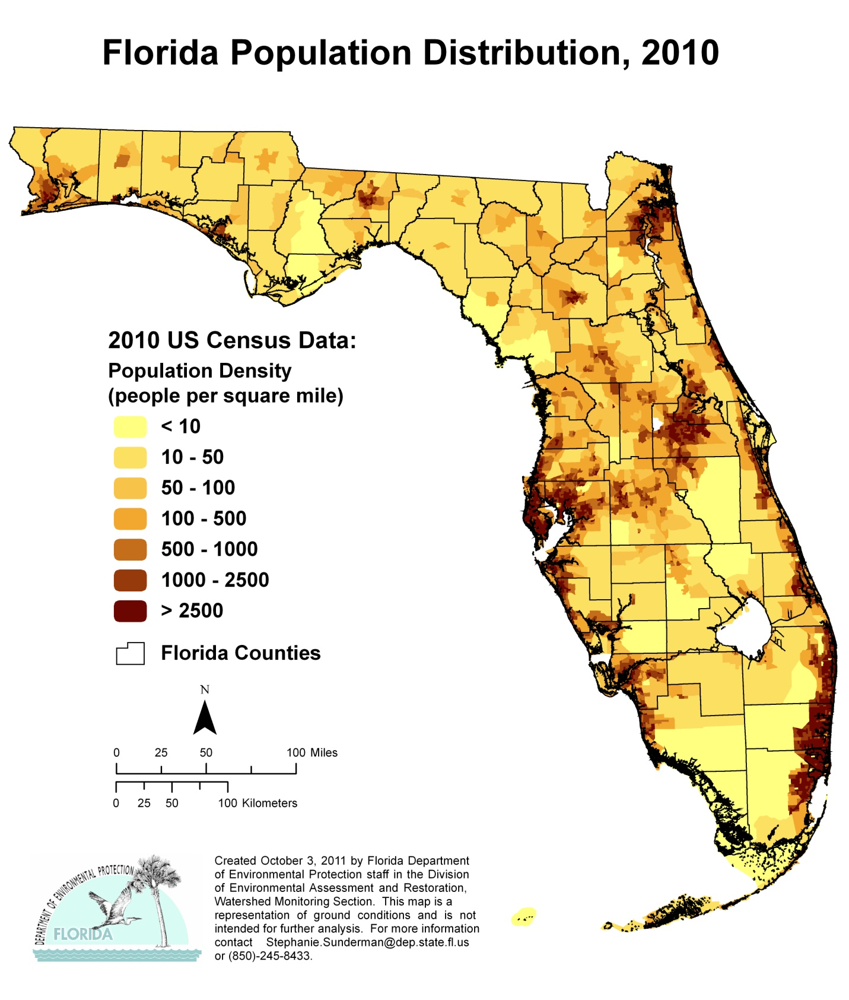 Florida Population Distribution, 2010
2010 US Census Data:
Population Density
(people per square mile)
< 10
10 - 50
50 - 100
100 - 500
500 - 1000
1000 - 2500
> 2500
Florida Counties
N
0 25 50 100 Miles
0 25 50 100 Kilometers
DEPARTMENT OF ENVIRONMENTAL PROTECTION
FLORIDA
Created October 3, 2011 by Florida Department
of Environmental Protection staff in the Division
of Environmental Assessment and Restoration,
Watershed Monitoring Section. This map is a
representation of ground conditions and is not
intended for further analysis. For more information
contact Stephanie.Sunderman@dep.state.fl.us
or (850)-245-8433.